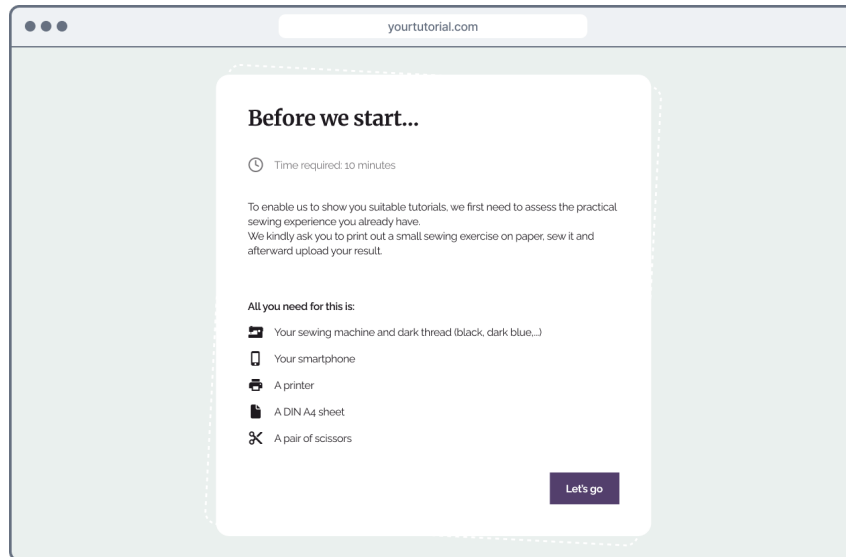 yourtutorial.com
Before we start...
Time required: 10 minutes
To enable us to show you suitable tutorials, we first need to assess the practical
sewing experience you already have.
We kindly ask you to print out a small sewing exercise on paper, sew it and
afterward upload your result.
All you need for this is:
Your sewing machine and dark thread (black, dark blue,...)
Your smartphone
A printer
A DIN A4 sheet
A pair of scissors
Let's go